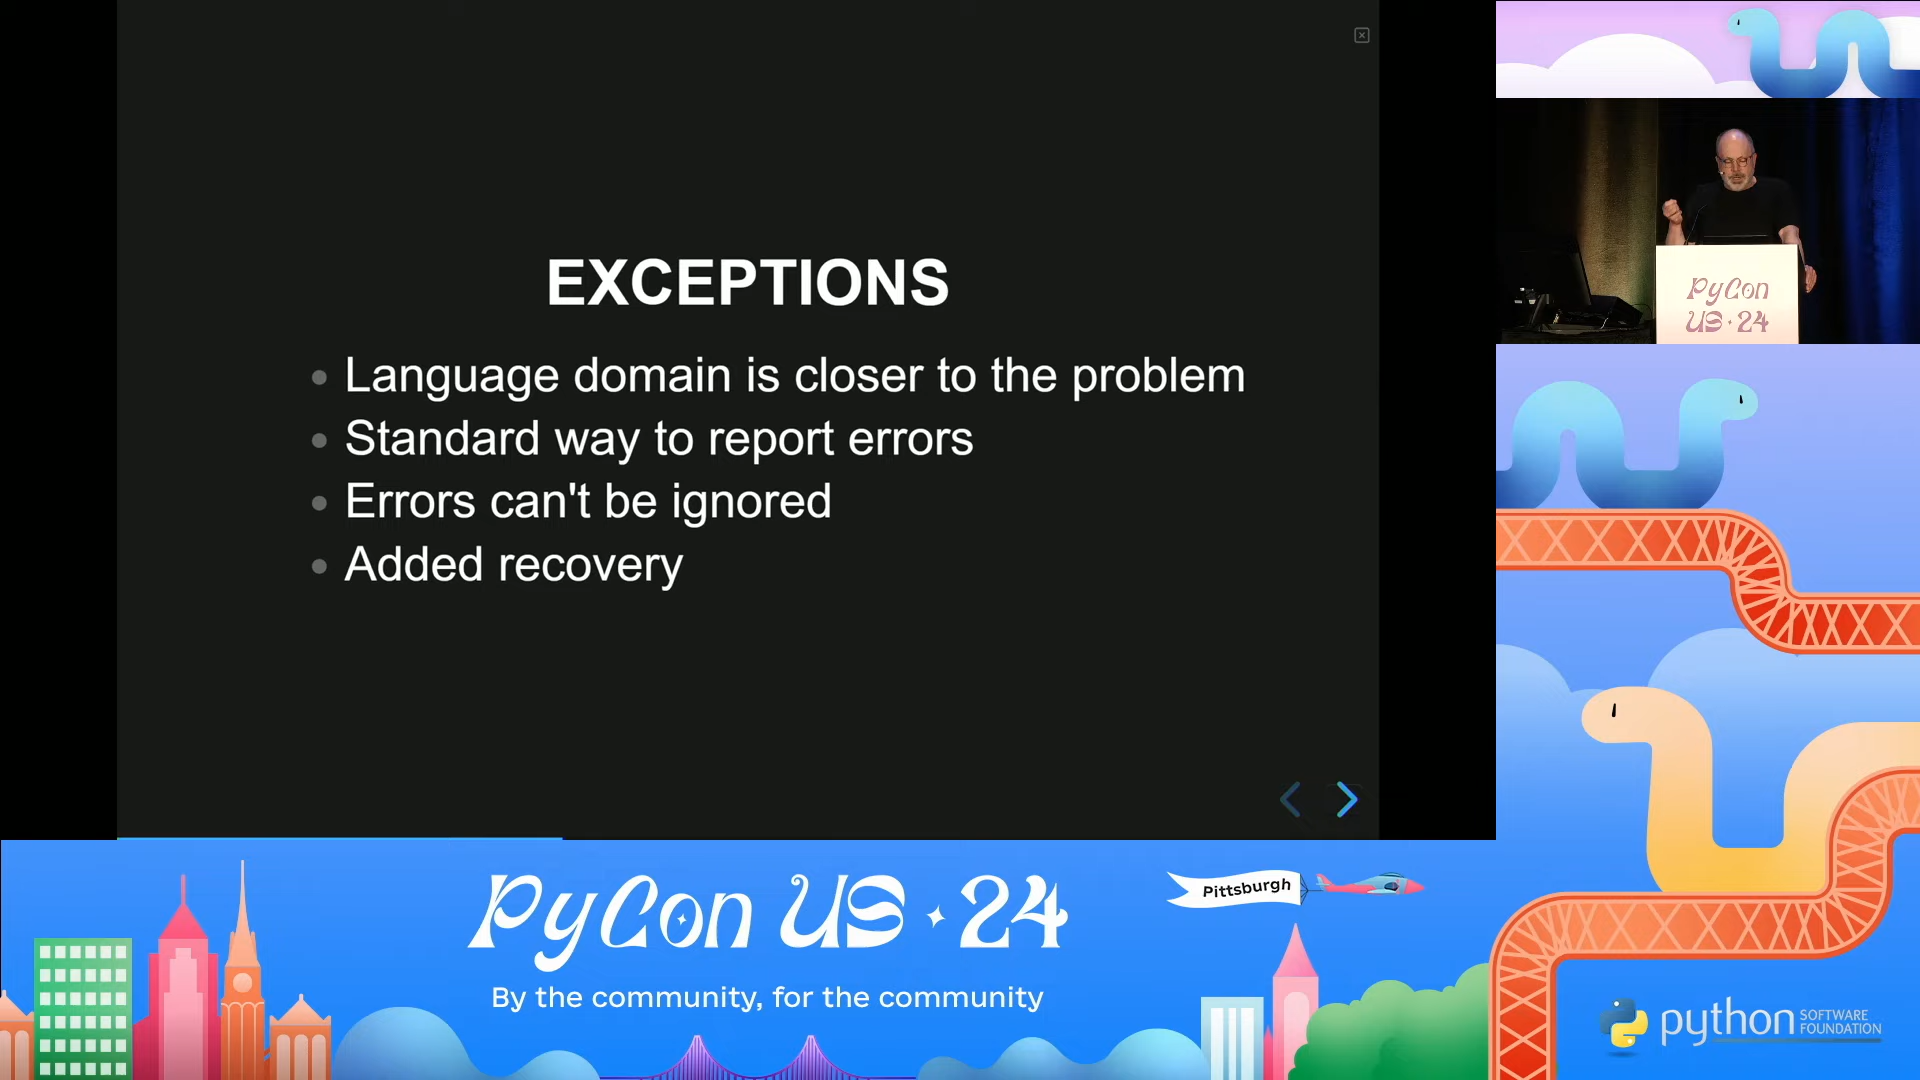 EXCEPTIONS
Language domain is closer to the problem
Standard way to report errors
Errors can't be ignored
Added recovery
PyCon
US · 24
PyCon US · 24
By the community, for the community
Pittsburgh
python
SOFTWARE
FOUNDATION